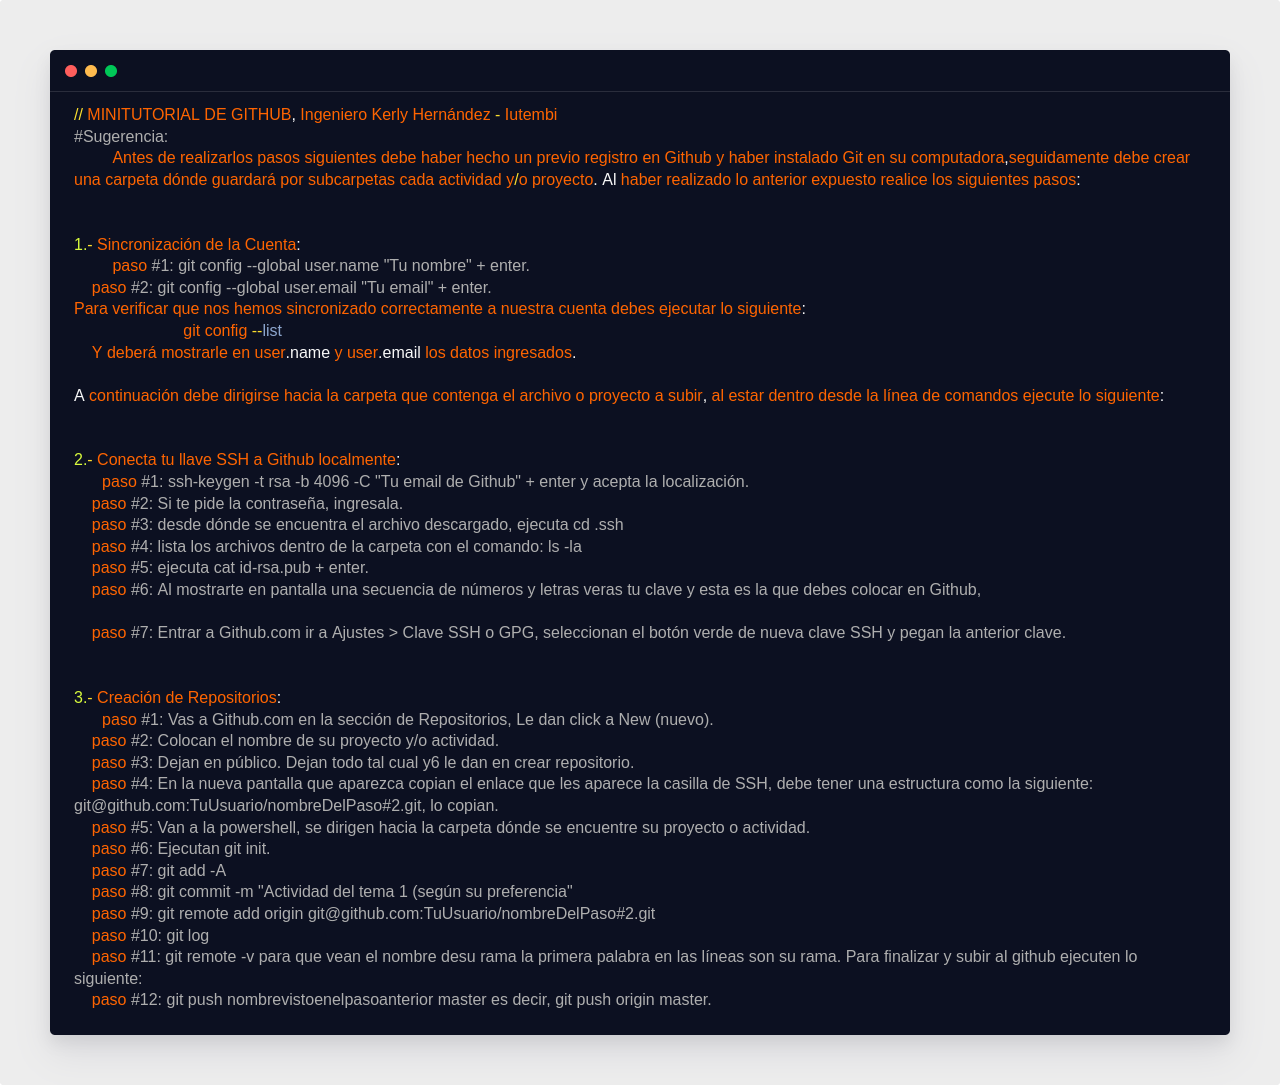 // MINITUTORIAL DE GITHUB, Ingeniero Kerly Hernández - Iutembi
#Sugerencia:
Antes de realizarlos pasos siguientes debe haber hecho un previo registro en Github y haber instalado Git en su computadora,seguidamente debe crear
una carpeta dónde guardará por subcarpetas cada actividad y/o proyecto. Al haber realizado lo anterior expuesto realice los siguientes pasos:
1.- Sincronización de la Cuenta:
paso #1: git config --global user.name "Tu nombre" + enter.
paso #2: git config --global user.email "Tu email" + enter.
Para verificar que nos hemos sincronizado correctamente a nuestra cuenta debes ejecutar lo siguiente:
git config --list
Y deberá mostrarle en user.name y user.email los datos ingresados.
A continuación debe dirigirse hacia la carpeta que contenga el archivo o proyecto a subir, al estar dentro desde la línea de comandos ejecute lo siguiente:
2.- Conecta tu llave SSH a Github localmente:
paso #1: ssh-keygen -t rsa -b 4096 -C "Tu email de Github" + enter y acepta la localización.
paso #2: Si te pide la contraseña, ingresala.
paso #3: desde dónde se encuentra el archivo descargado, ejecuta cd .ssh
paso #4: lista los archivos dentro de la carpeta con el comando: ls -la
paso #5: ejecuta cat id-rsa.pub + enter.
paso #6: Al mostrarte en pantalla una secuencia de números y letras veras tu clave y esta es la que debes colocar en Github,
paso #7: Entrar a Github.com ir a Ajustes > Clave SSH o GPG, seleccionan el botón verde de nueva clave SSH y pegan la anterior clave.
3.- Creación de Repositorios:
paso #1: Vas a Github.com en la sección de Repositorios, Le dan click a New (nuevo).
paso #2: Colocan el nombre de su proyecto y/o actividad.
paso #3: Dejan en público. Dejan todo tal cual y6 le dan en crear repositorio.
paso #4: En la nueva pantalla que aparezca copian el enlace que les aparece la casilla de SSH, debe tener una estructura como la siguiente:
git@github.com:TuUsuario/nombreDelPaso#2.git, lo copian.
paso #5: Van a la powershell, se dirigen hacia la carpeta dónde se encuentre su proyecto o actividad.
paso #6: Ejecutan git init.
paso #7: git add -A
paso #8: git commit -m "Actividad del tema 1 (según su preferencia"
paso #9: git remote add origin git@github.com:TuUsuario/nombreDelPaso#2.git
paso #10: git log
paso #11: git remote -v para que vean el nombre desu rama la primera palabra en las líneas son su rama. Para finalizar y subir al github ejecuten lo
siguiente:
paso #12: git push nombrevistoenelpasoanterior master es decir, git push origin master.